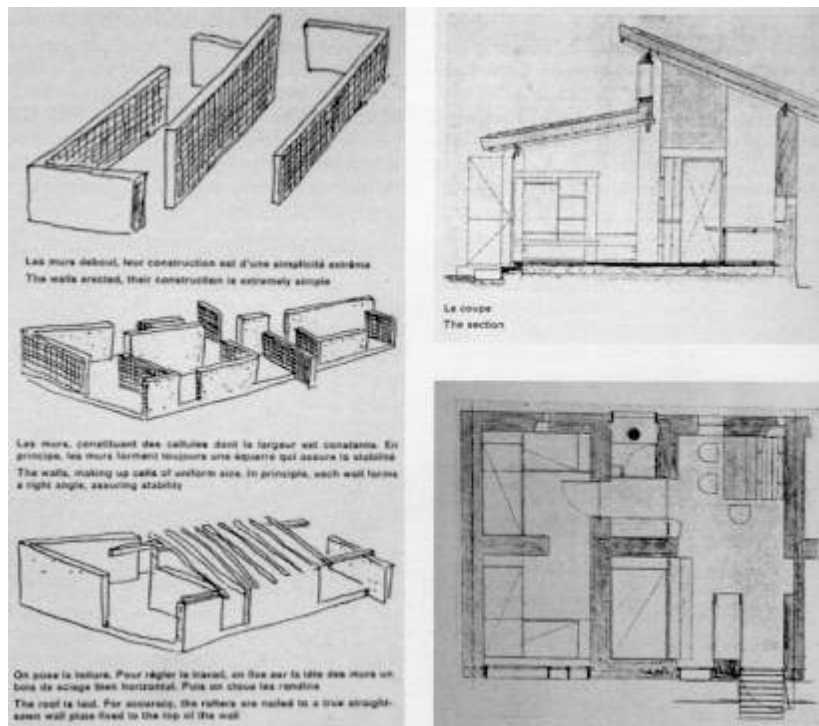 Les murs debout, leur construction est d'une simplicité extrême
The walls erected, their construction is extremely simple
Les murs, constituant des cellules dont la largeur est constante. En
principe, les murs forment toujours une équerre qui assure la stabilité
The walls, making up cells of uniform size. In principle, each wall forms
a right angle, assuring stability
On pose la toiture. Pour régler le travail, on fixe sur la tête des murs un
bois de sciage bien horizontal. Puis on cloue les rondins
The roof is laid. For accuracy, the rafters are nailed to a true straight-
sawn wall plate fixed to the top of the wall
La coupe
The section